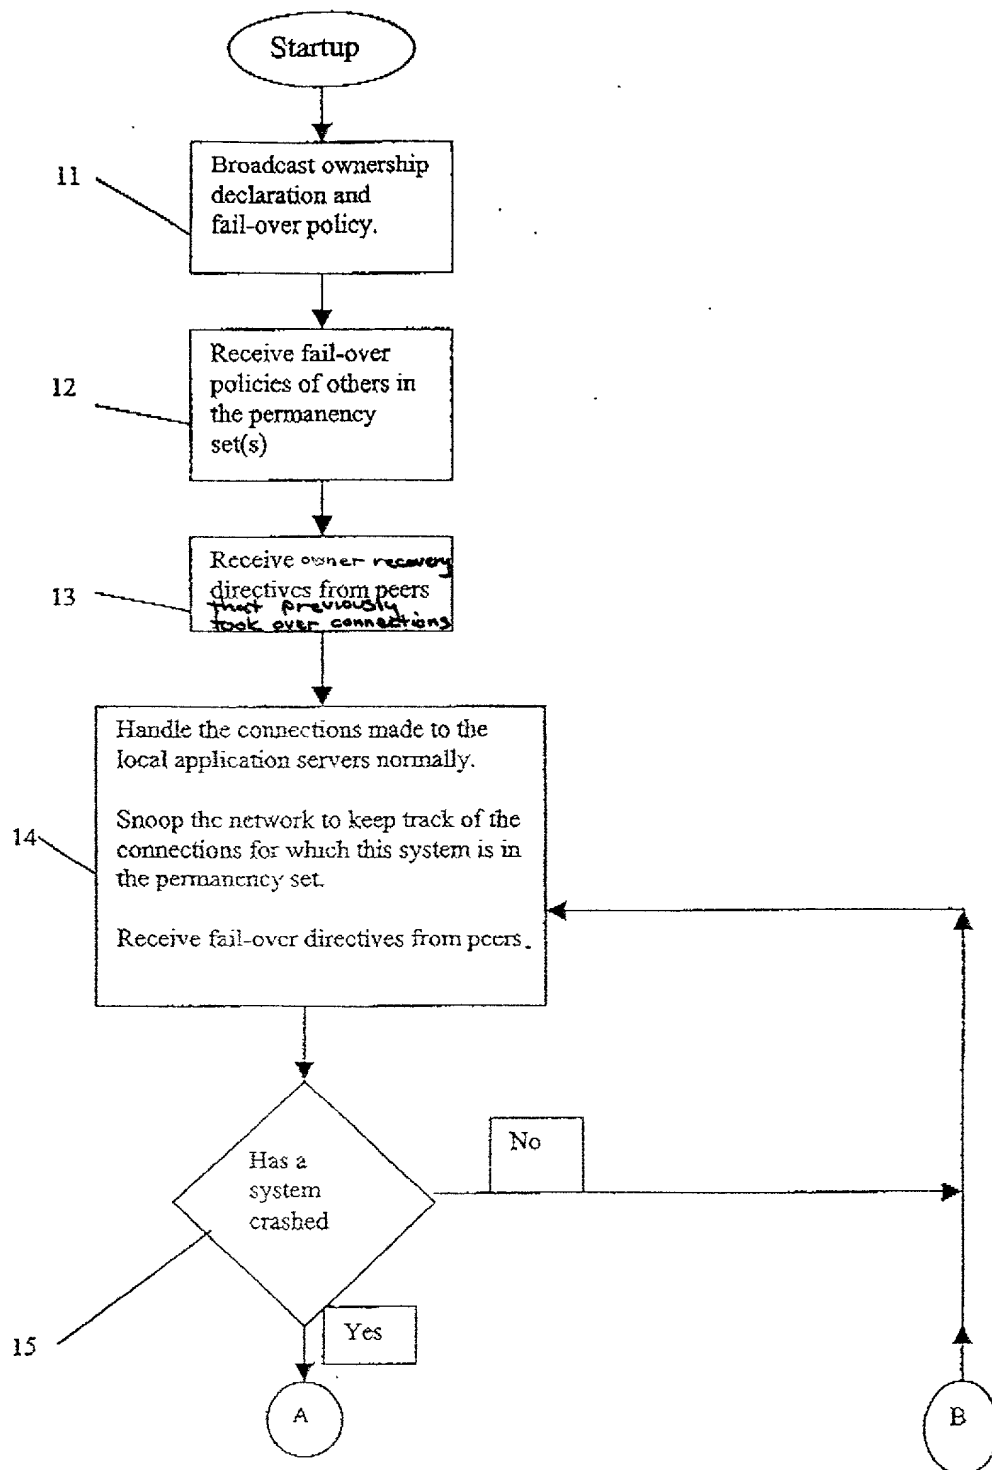 Startup
11
Broadcast ownership
declaration and
fail-over policy.
12
Receive fail-over
policies of others in
the permanency
set(s)
13
Receive owner recovery
directives from peers
that previously
took over connections
14
Handle the connections made to the
local application servers normally.
Snoop the network to keep track of the
connections for which this system is in
the permanency set.
Receive fail-over directives from peers.
15
Has a
system
crashed
No
Yes
A
B